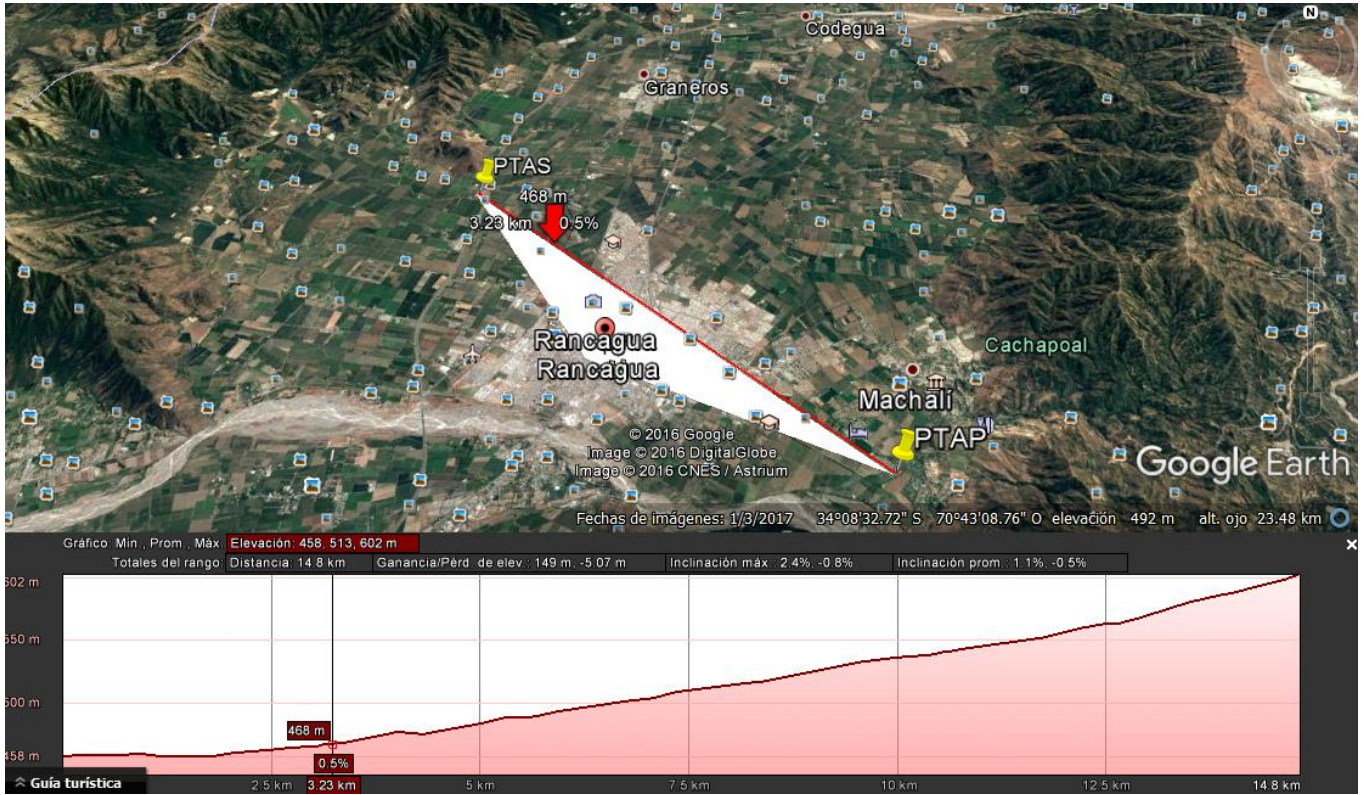 N
Codegua
Graneros
PTAS
468 m
3.23 km 0.5%
Rancagua
Rancagua
Cachapoal
Machalí
PTAP
© 2016 Google
Image © 2016 DigitalGlobe
Image © 2016 CNES / Astrium
Google Earth
Fechas de imágenes: 1/3/2017 34°08'32.72" S 70°43'08.76" O elevación 492 m alt. ojo 23.48 km
Gráfico: Min., Prom., Máx Elevación: 458, 513, 602 m
Totales del rango: Distancia: 14.8 km Ganancia/Pérd de elev.: 149 m, -5.07 m Inclinación máx.: 2.4%, -0.8% Inclinación prom.: 1.1%, -0.5%
602 m
550 m
500 m
468 m
458 m
0.5%
Guía turística 2.5 km 3.23 km 5 km 7.5 km 10 km 12.5 km 14.8 km